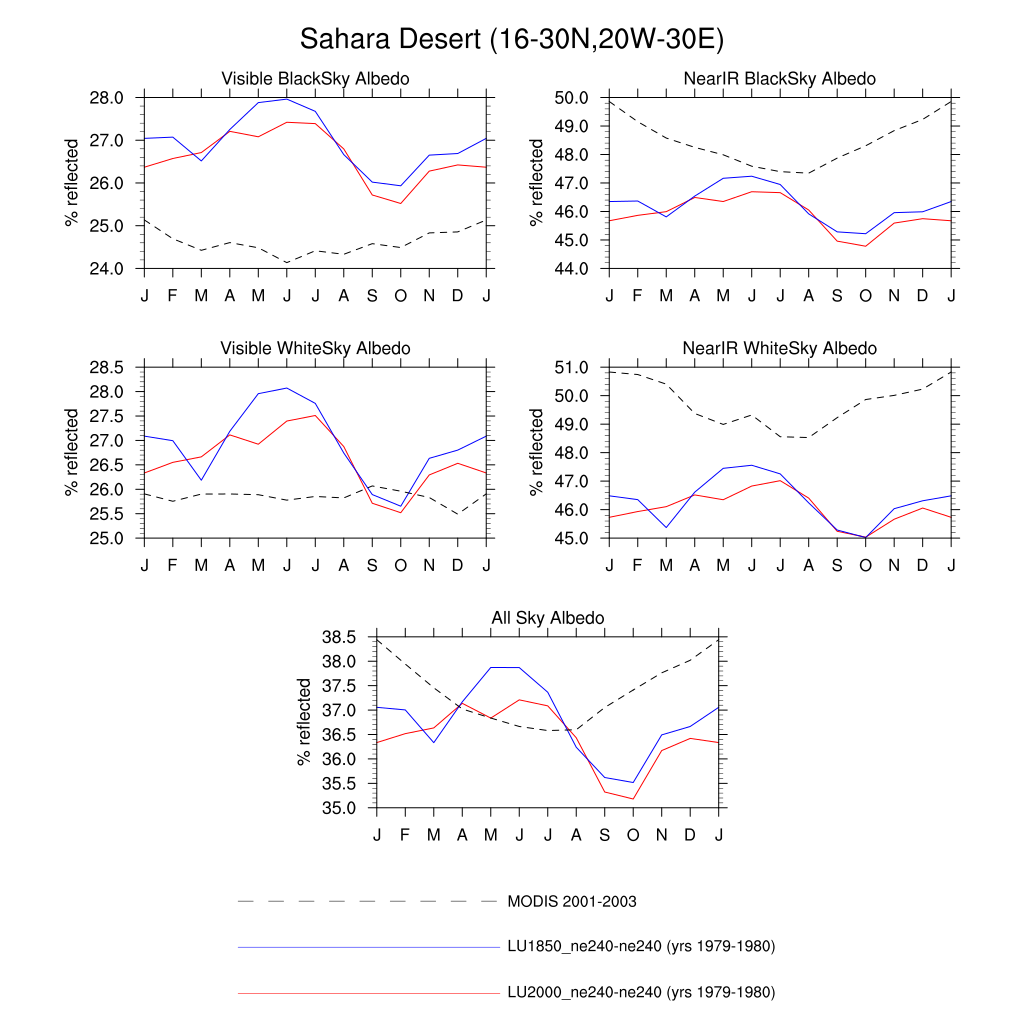 Sahara Desert (16-30N,20W-30E)
Visible BlackSky Albedo
% reflected
28.0
27.0
26.0
25.0
24.0
J F M A M J J A S O N D J
NearIR BlackSky Albedo
% reflected
50.0
49.0
48.0
47.0
46.0
45.0
44.0
J F M A M J J A S O N D J
Visible WhiteSky Albedo
% reflected
28.5
28.0
27.5
27.0
26.5
26.0
25.5
25.0
J F M A M J J A S O N D J
NearIR WhiteSky Albedo
% reflected
51.0
50.0
49.0
48.0
47.0
46.0
45.0
J F M A M J J A S O N D J
All Sky Albedo
% reflected
38.5
38.0
37.5
37.0
36.5
36.0
35.5
35.0
J F M A M J J A S O N D J
MODIS 2001-2003
LU1850_ne240-ne240 (yrs 1979-1980)
LU2000_ne240-ne240 (yrs 1979-1980)